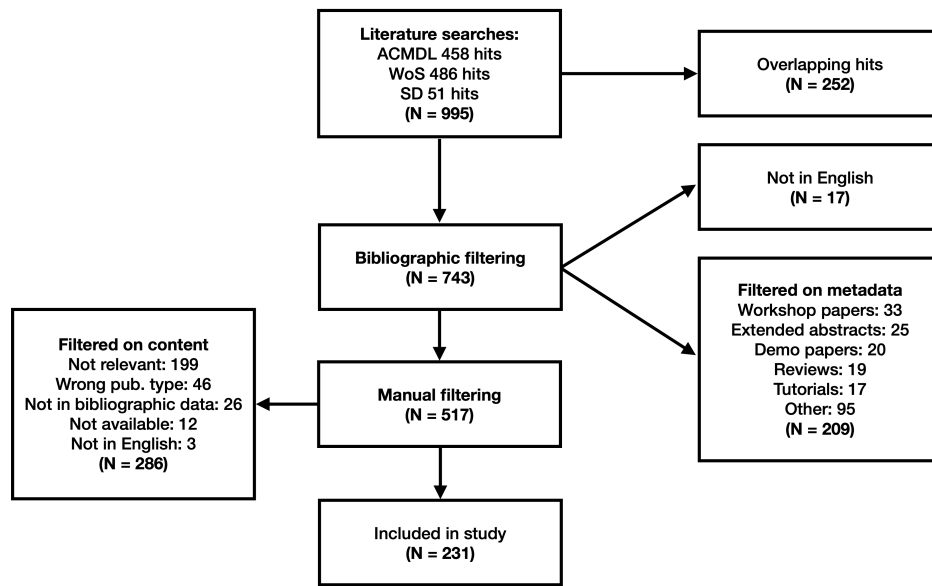 Literature searches:
ACMDL 458 hits
WoS 486 hits
SD 51 hits
(N = 995)
Overlapping hits
(N = 252)
Not in English
(N = 17)
Bibliographic filtering
(N = 743)
Filtered on metadata
Workshop papers: 33
Extended abstracts: 25
Demo papers: 20
Reviews: 19
Tutorials: 17
Other: 95
(N = 209)
Filtered on content
Not relevant: 199
Wrong pub. type: 46
Not in bibliographic data: 26
Not available: 12
Not in English: 3
(N = 286)
Manual filtering
(N = 517)
Included in study
(N = 231)